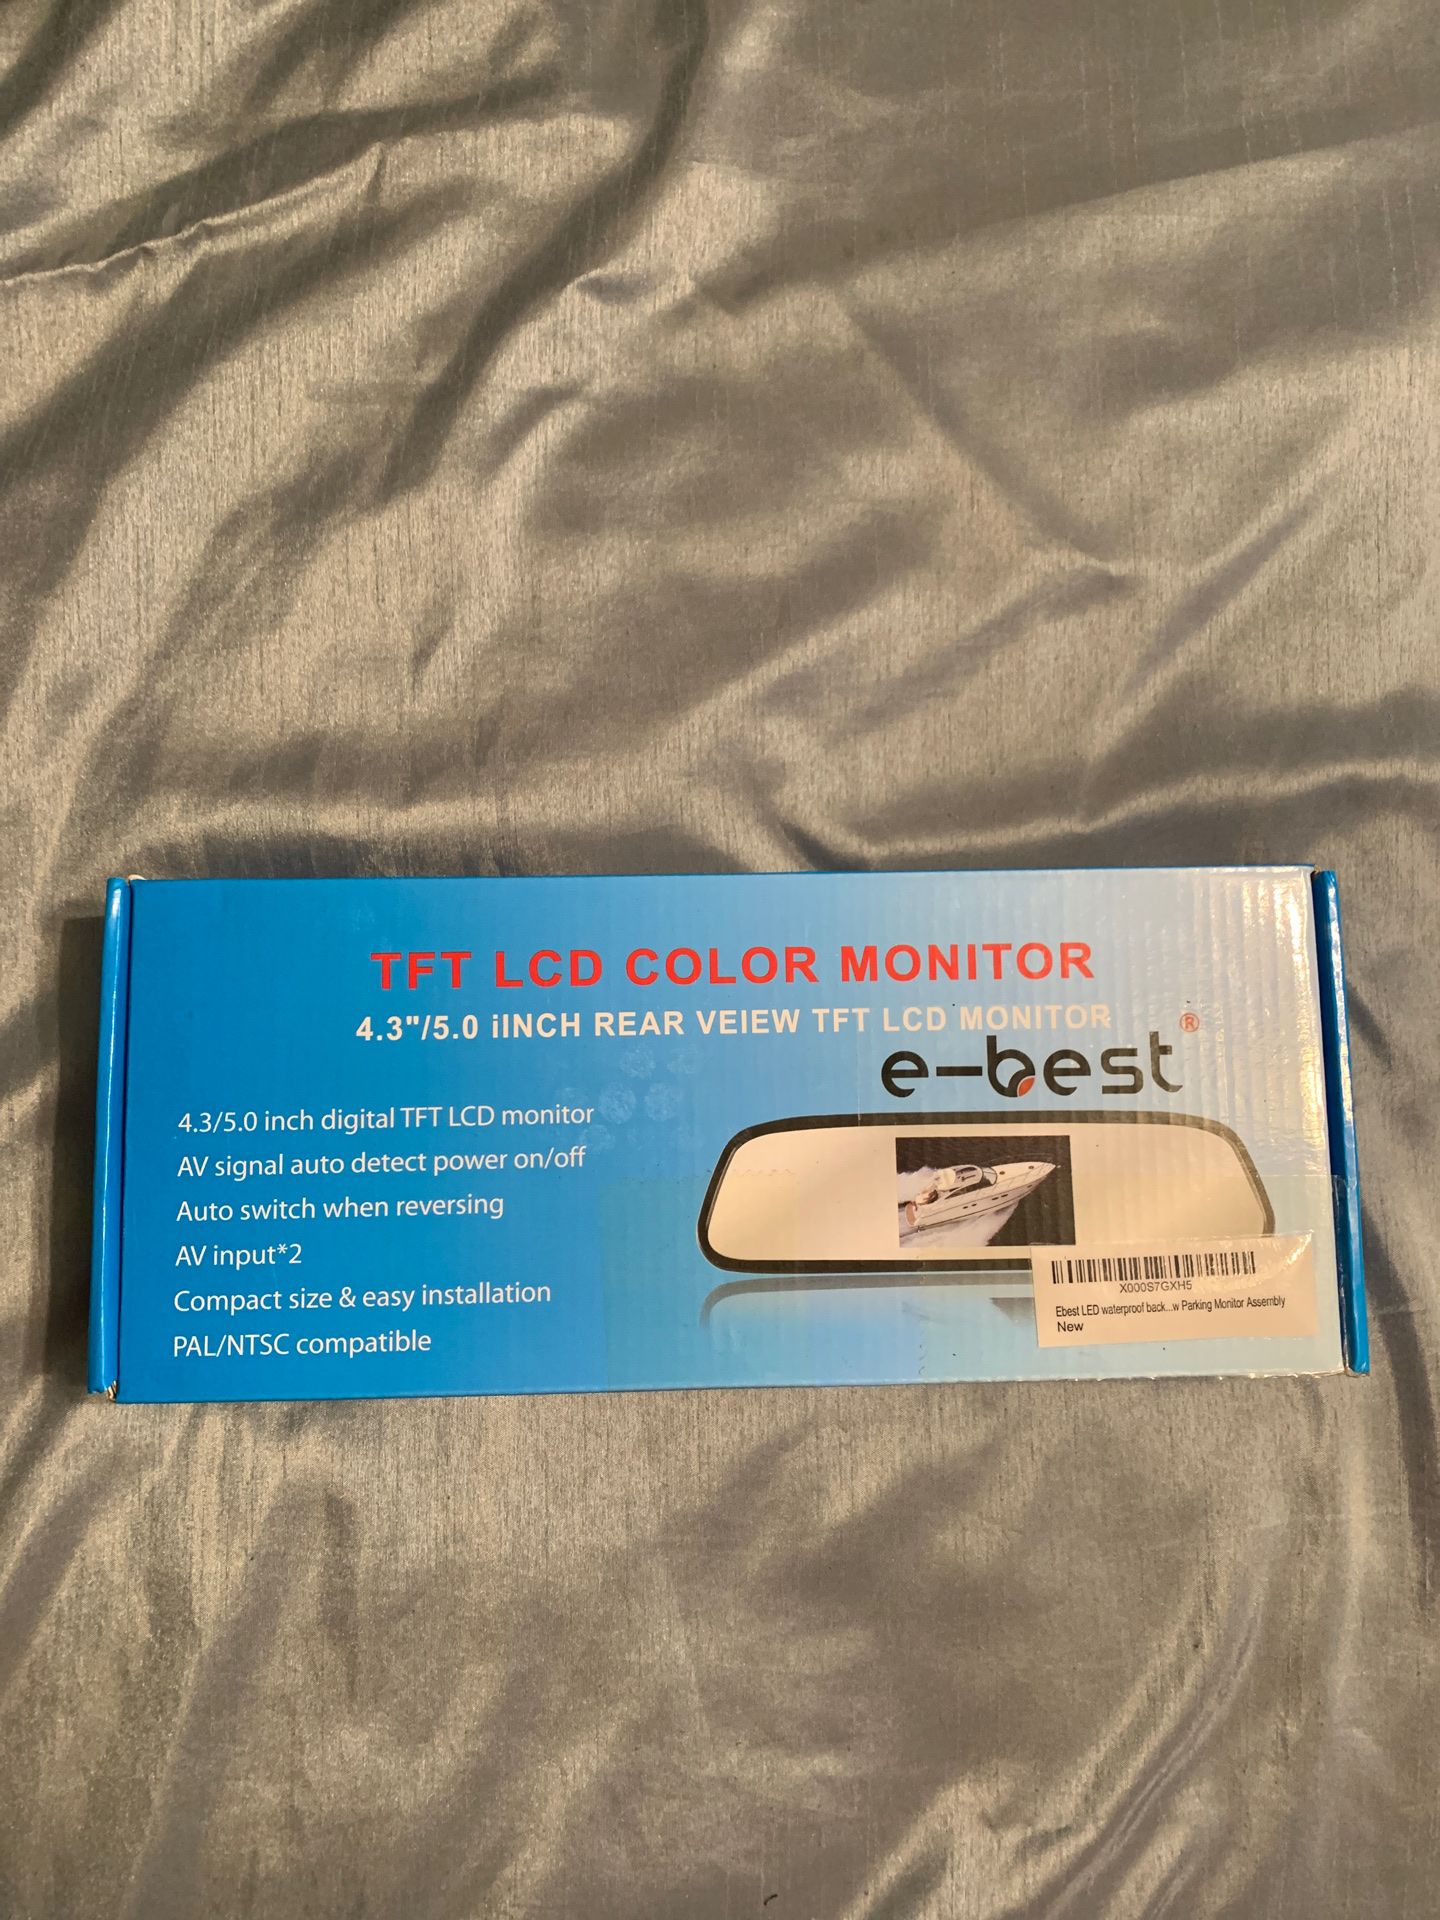 TFT LCD COLOR MONITOR
4.3"/5.0 iINCH REAR VEIEW TFT LCD MONITOR
e-best®
4.3/5.0 inch digital TFT LCD monitor
AV signal auto detect power on/off
Auto switch when reversing
AV input*2
Compact size & easy installation
PAL/NTSC compatible
X000S7GXH5
Ebest LED waterproof back...w Parking Monitor Assembly
New